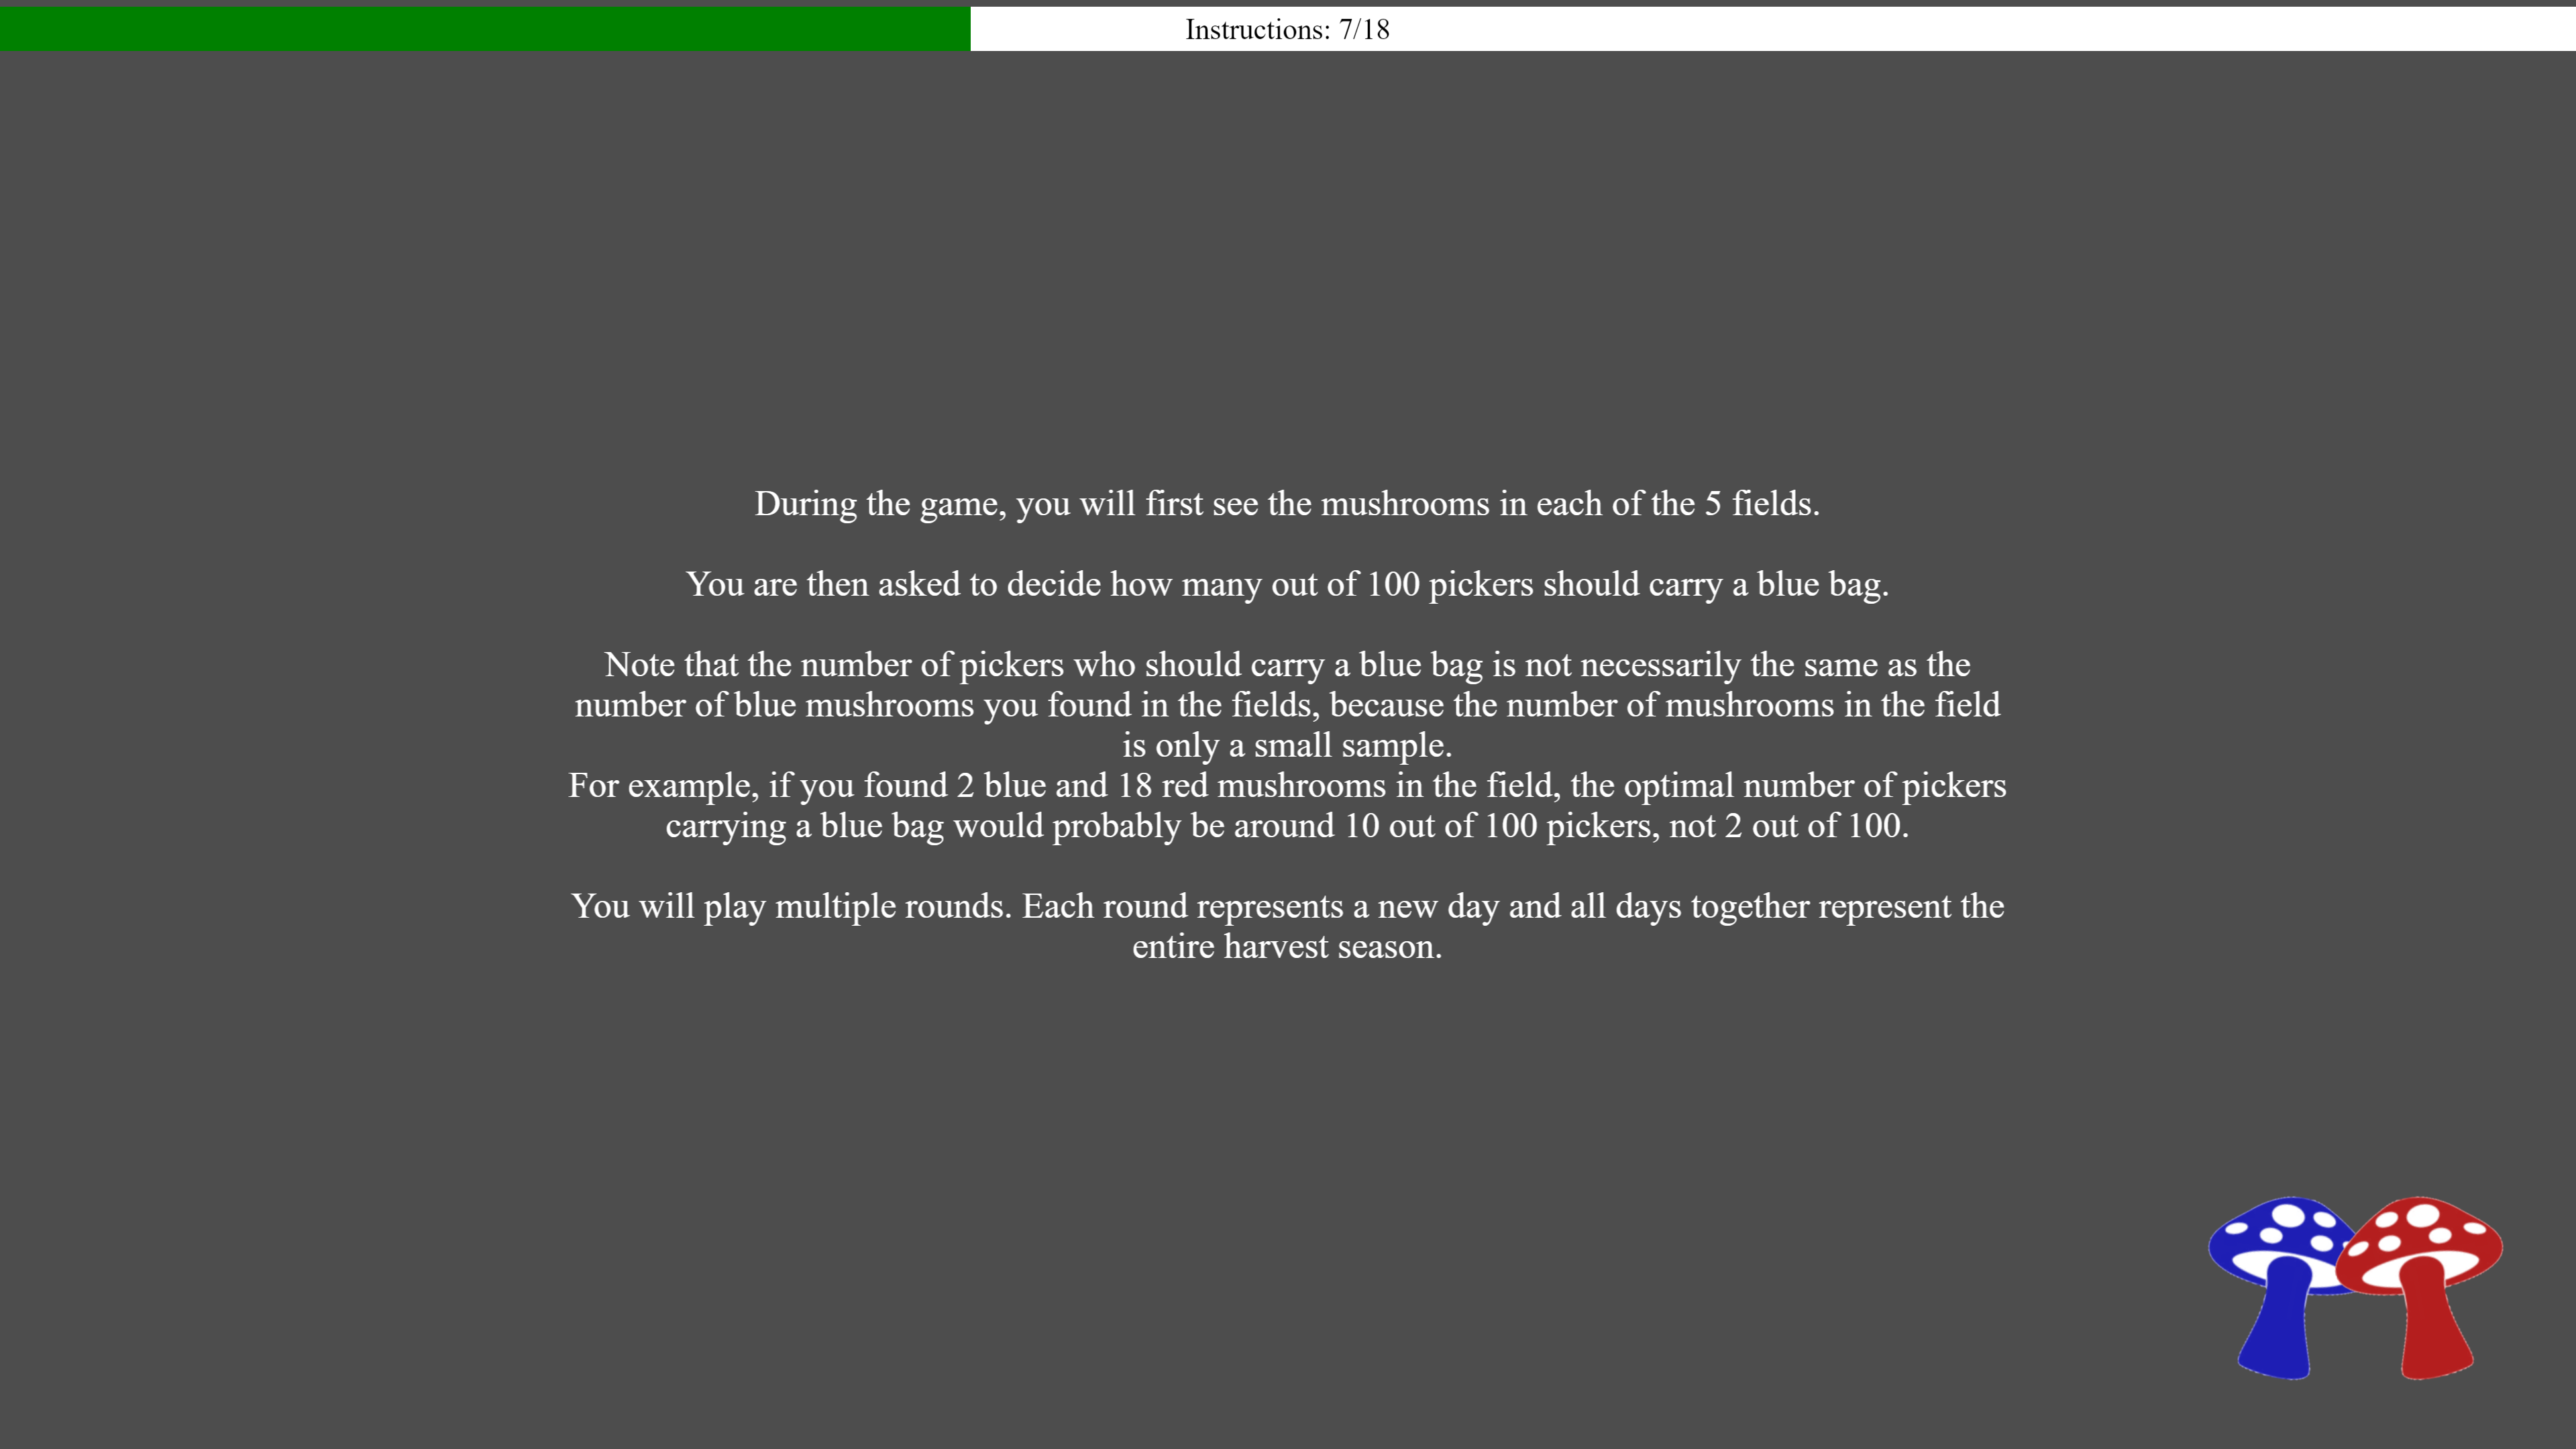 Instructions: 7/18
During the game, you will first see the mushrooms in each of the 5 fields.
You are then asked to decide how many out of 100 pickers should carry a blue bag.
Note that the number of pickers who should carry a blue bag is not necessarily the same as the
number of blue mushrooms you found in the fields, because the number of mushrooms in the field
is only a small sample.
For example, if you found 2 blue and 18 red mushrooms in the field, the optimal number of pickers
carrying a blue bag would probably be around 10 out of 100 pickers, not 2 out of 100.
You will play multiple rounds. Each round represents a new day and all days together represent the
entire harvest season.